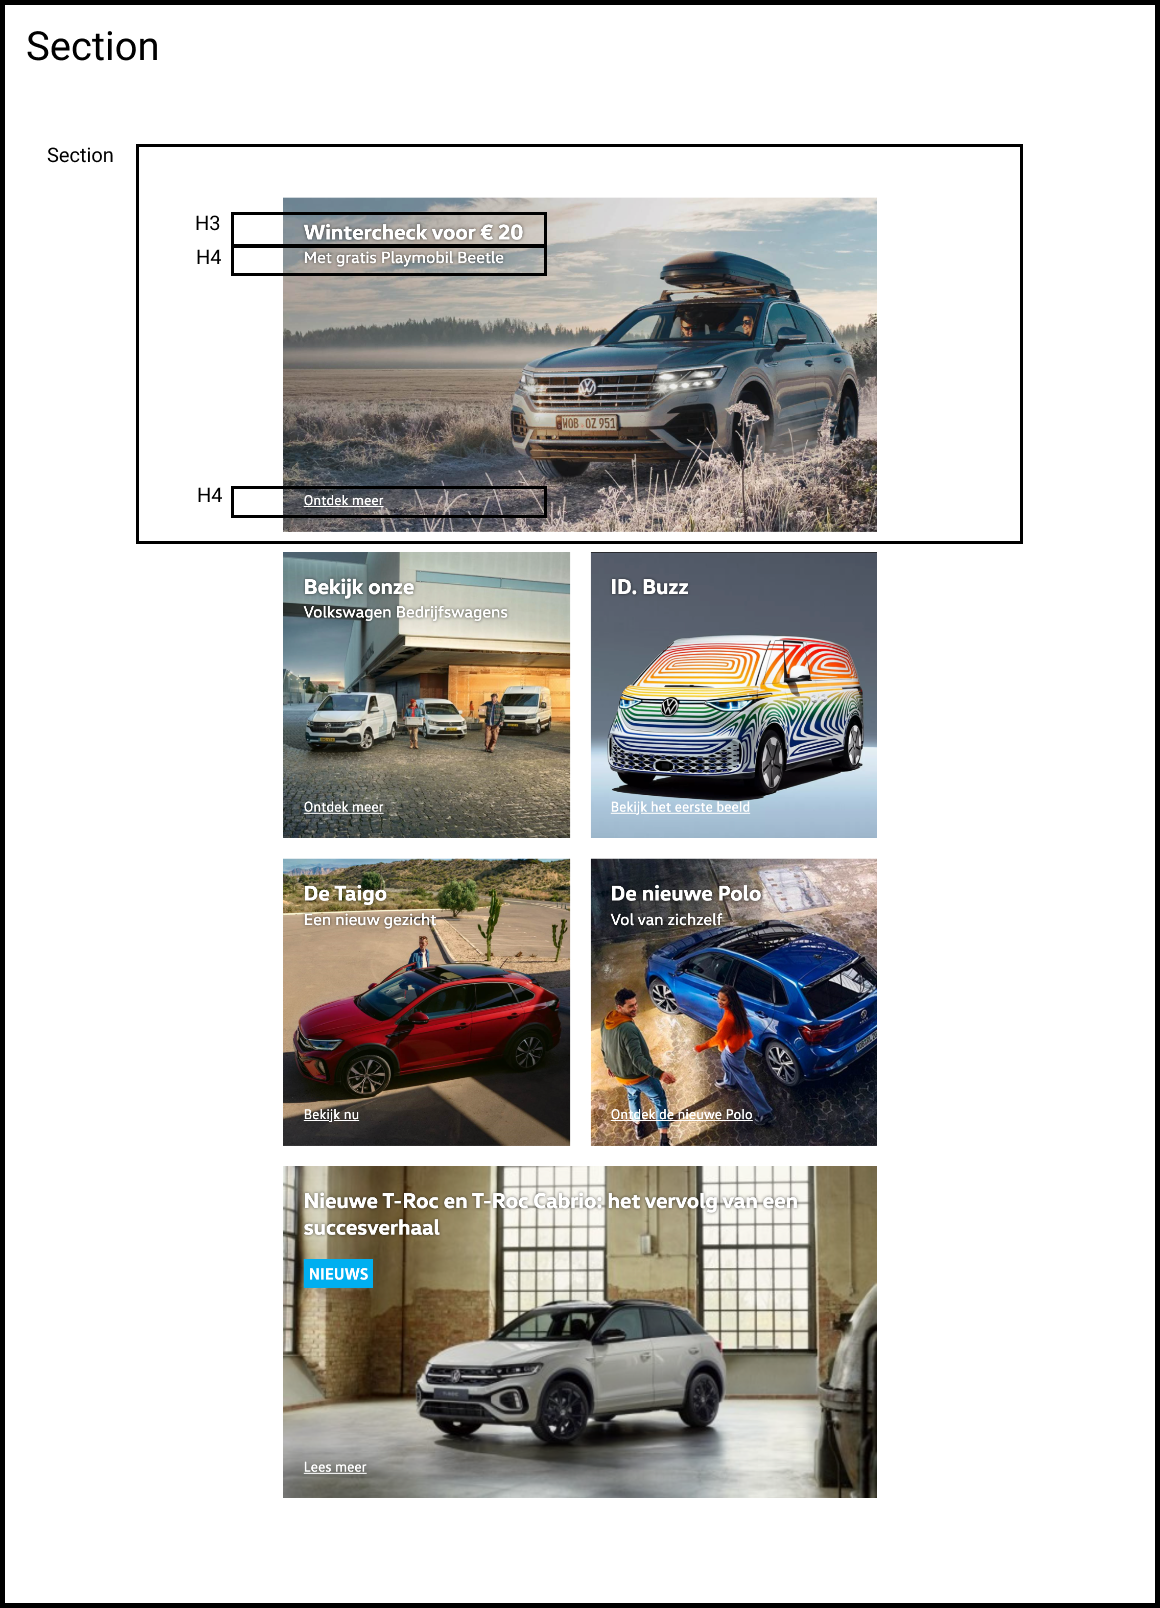 Section
Section
H3
Wintercheck voor € 20
H4
Met gratis Playmobil Beetle
WOB OZ 951
H4
Ontdek meer
Bekijk onze
Volkswagen Bedrijfswagens
Ontdek meer
ID. Buzz
Bekijk het eerste beeld
De Taigo
Een nieuw gezicht
Bekijk nu
De nieuwe Polo
Vol van zichzelf
Ontdek de nieuwe Polo
Nieuwe T-Roc en T-Roc Cabrio: het vervolg van een
succesverhaal
NIEUWS
Lees meer